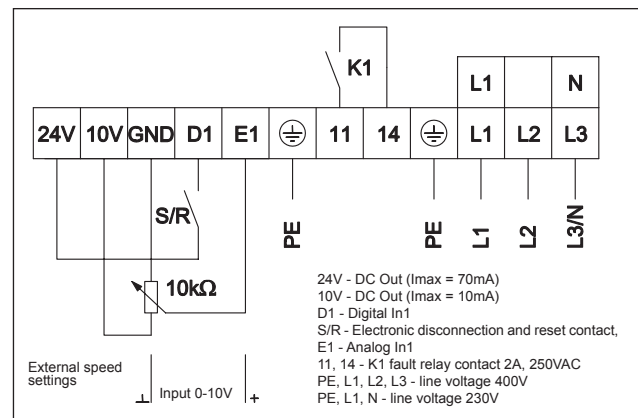 K1
L1 N
24V 10V GND D1 E1 11 14 L1 L2 L3
S/R
PE PE L1 L2 L3/N
10kΩ
24V - DC Out (Imax = 70mA)
10V - DC Out (Imax = 10mA)
D1 - Digital In1
S/R - Electronic disconnection and reset contact,
E1 - Analog In1
11, 14 - K1 fault relay contact 2A, 250VAC
PE, L1, L2, L3 - line voltage 400V
PE, L1, N - line voltage 230V
External speed
settings
Input 0-10V +